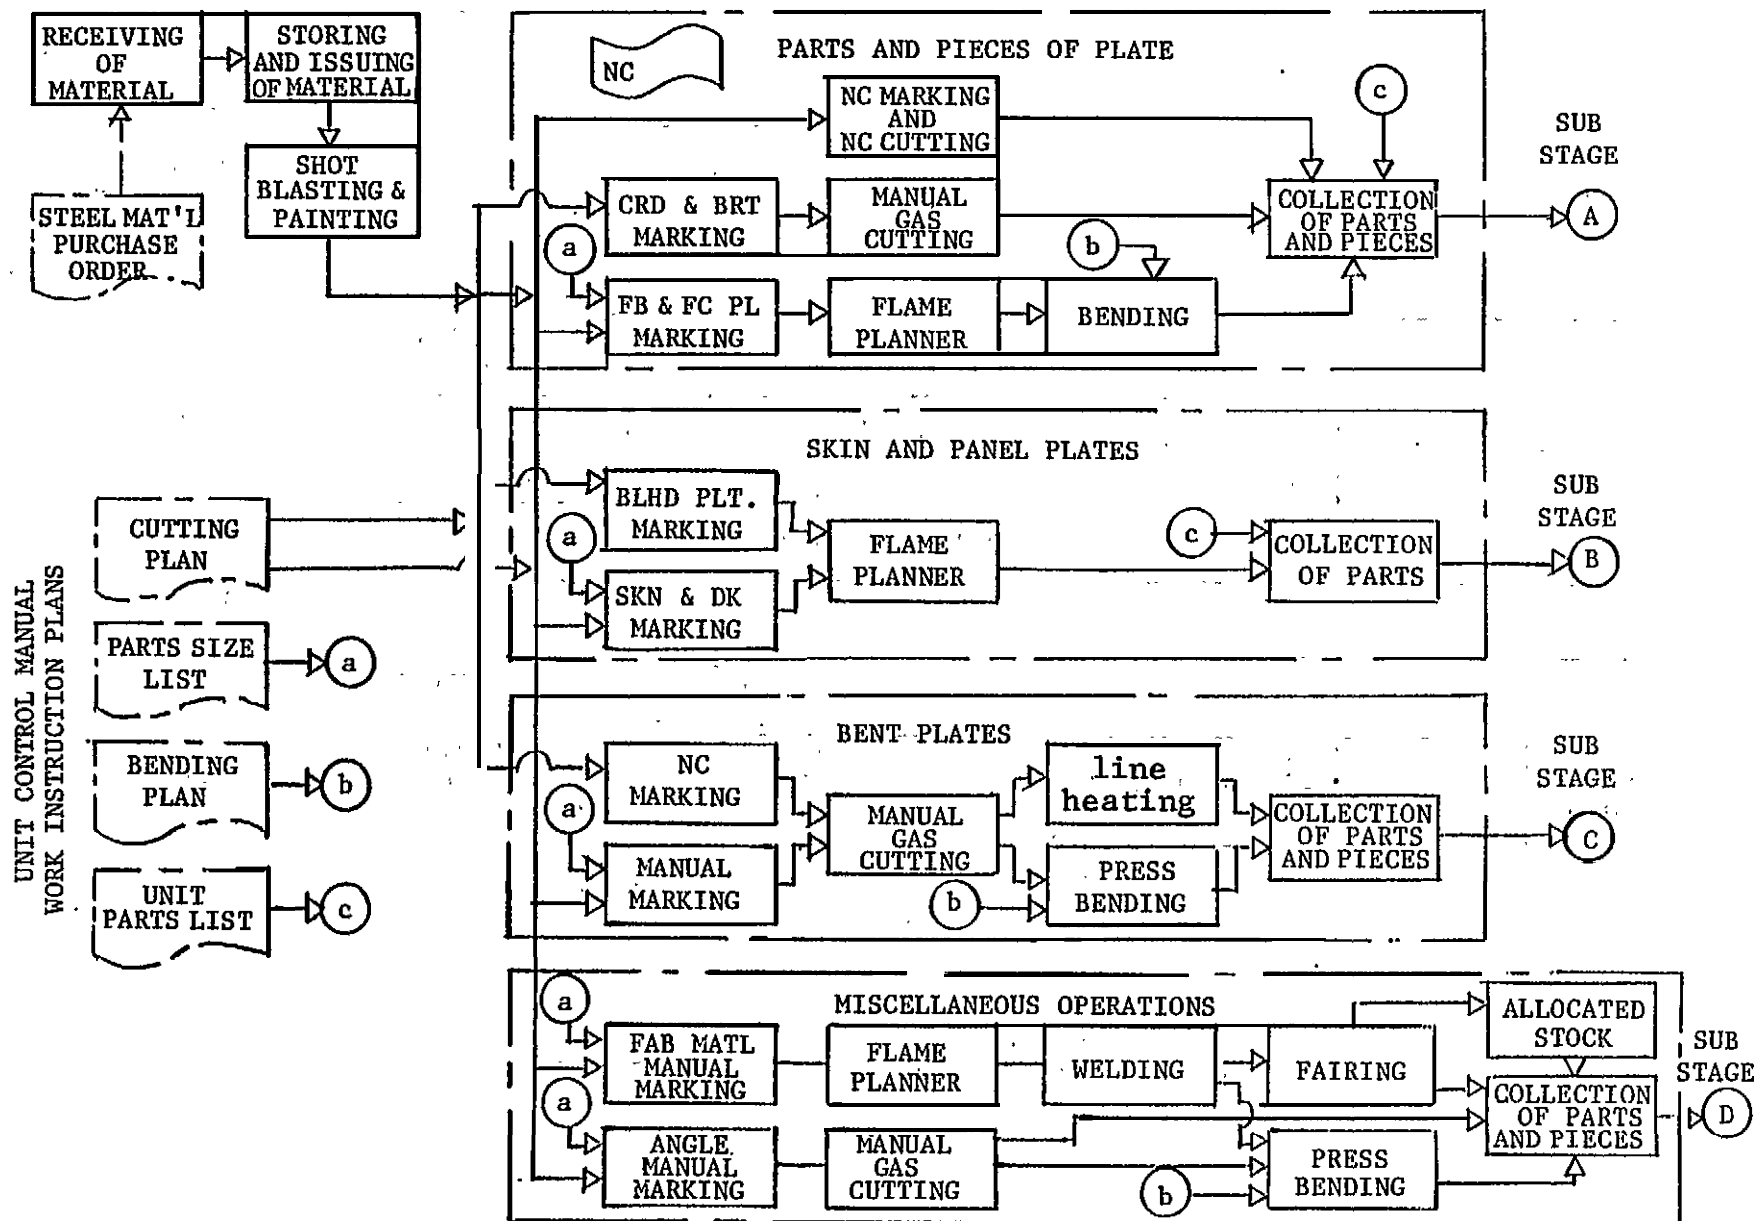 RECEIVING
OF
MATERIAL
STORING
AND ISSUING
OF MATERIAL
SHOT
BLASTING &
PAINTING
STEEL MAT'L
PURCHASE
ORDER
NC
PARTS AND PIECES OF PLATE
NC MARKING
AND
NC CUTTING
c
CRD & BRT
MARKING
MANUAL
GAS
CUTTING
COLLECTION
OF PARTS
AND PIECES
SUB
STAGE
A
a
b
FB & FC PL
MARKING
FLAME
PLANNER
BENDING
SKIN AND PANEL PLATES
BLHD PLT.
MARKING
a
SKN & DK
MARKING
FLAME
PLANNER
c
COLLECTION
OF PARTS
SUB
STAGE
B
UNIT CONTROL MANUAL
WORK INSTRUCTION PLANS
CUTTING
PLAN
PARTS SIZE
LIST
a
BENDING
PLAN
b
UNIT
PARTS LIST
c
BENT PLATES
NC
MARKING
a
MANUAL
MARKING
MANUAL
GAS
CUTTING
line
heating
b
PRESS
BENDING
COLLECTION
OF PARTS
AND PIECES
SUB
STAGE
C
MISCELLANEOUS OPERATIONS
a
FAB MATL
MANUAL
MARKING
FLAME
PLANNER
WELDING
FAIRING
ALLOCATED
STOCK
a
ANGLE.
MANUAL
MARKING
MANUAL
GAS
CUTTING
b
PRESS
BENDING
COLLECTION
OF PARTS
AND PIECES
SUB
STAGE
D